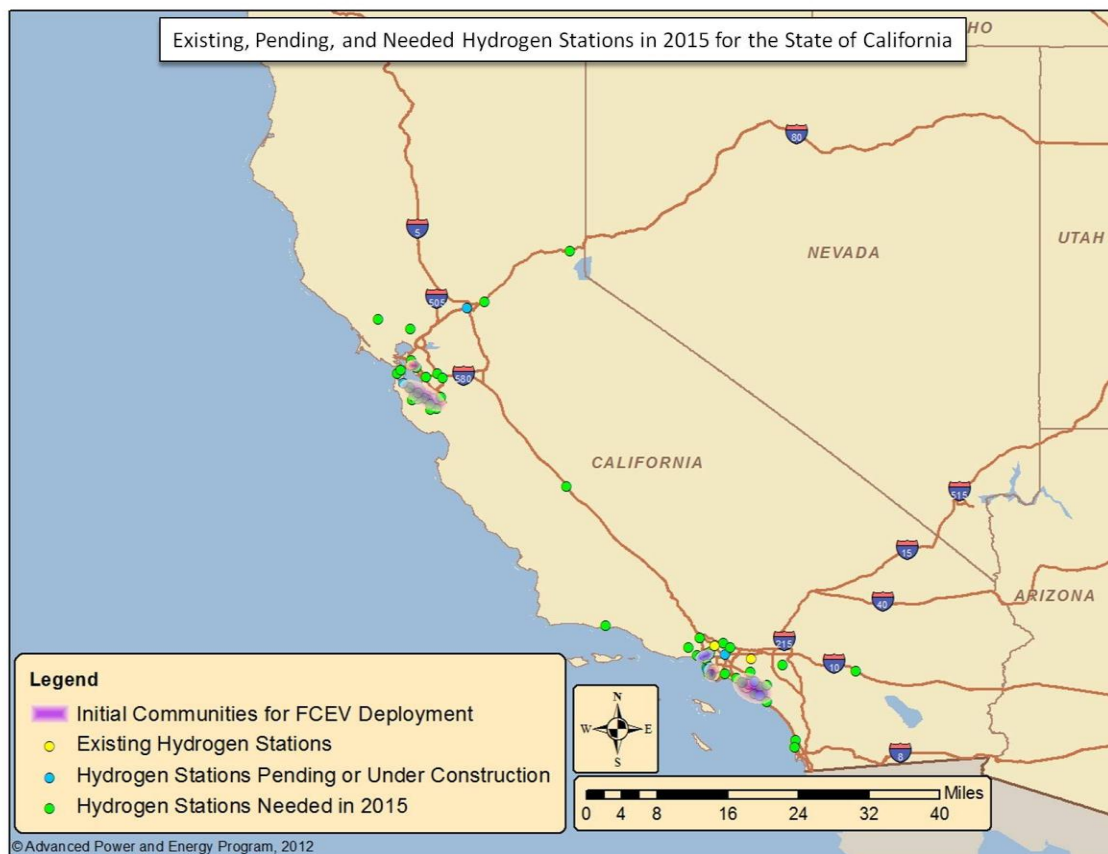 Existing, Pending, and Needed Hydrogen Stations in 2015 for the State of California
HO
80
5
NEVADA
UTAH
505
580
CALIFORNIA
515
15
40
ARIZONA
215
10
8
Legend
Initial Communities for FCEV Deployment
Existing Hydrogen Stations
Hydrogen Stations Pending or Under Construction
Hydrogen Stations Needed in 2015
N
W E
S
Miles
0 4 8 16 24 32 40
© Advanced Power and Energy Program, 2012